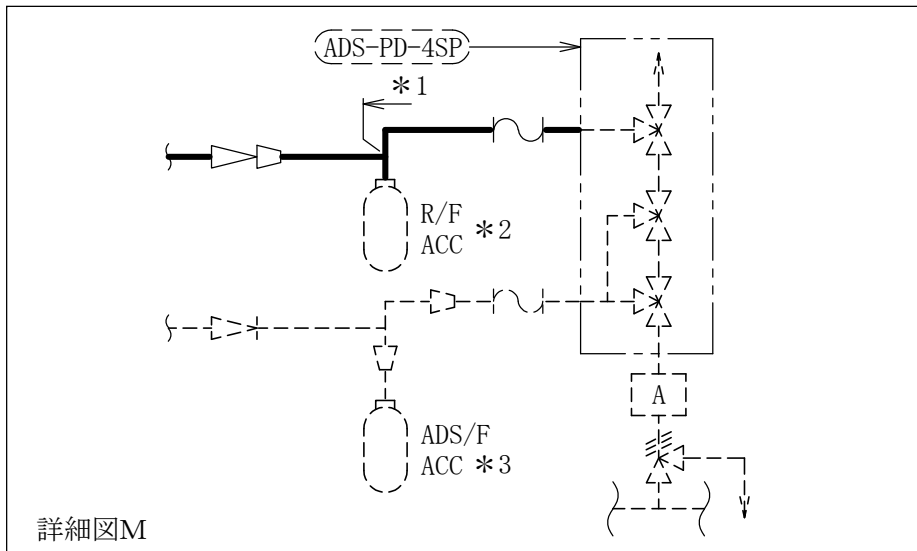 ADS-PD-4SP
*1
R/F
ACC *2
A
ADS/F
ACC *3
詳細図M